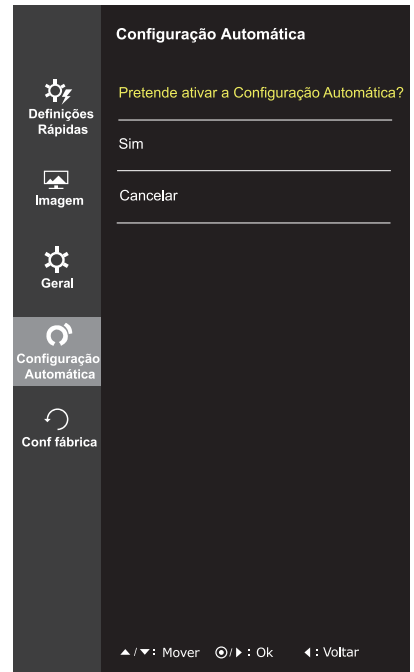 Configuração Automática
Pretende ativar a Configuração Automática?
Sim
Cancelar
Definições
Rápidas
Imagem
Geral
Configuração
Automática
Conf fábrica
▲/▼: Mover ◉/▶: Ok ◀: Voltar